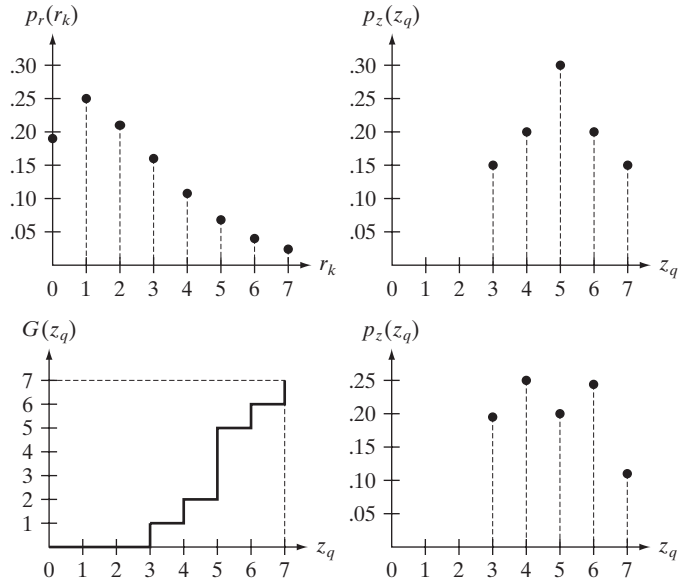 p_r(r_k)
.30
.25
.20
.15
.10
.05
0 1 2 3 4 5 6 7
r_k
p_z(z_q)
.30
.25
.20
.15
.10
.05
0 1 2 3 4 5 6 7
z_q
G(z_q)
7
6
5
4
3
2
1
0 1 2 3 4 5 6 7
z_q
p_z(z_q)
.25
.20
.15
.10
.05
0 1 2 3 4 5 6 7
z_q